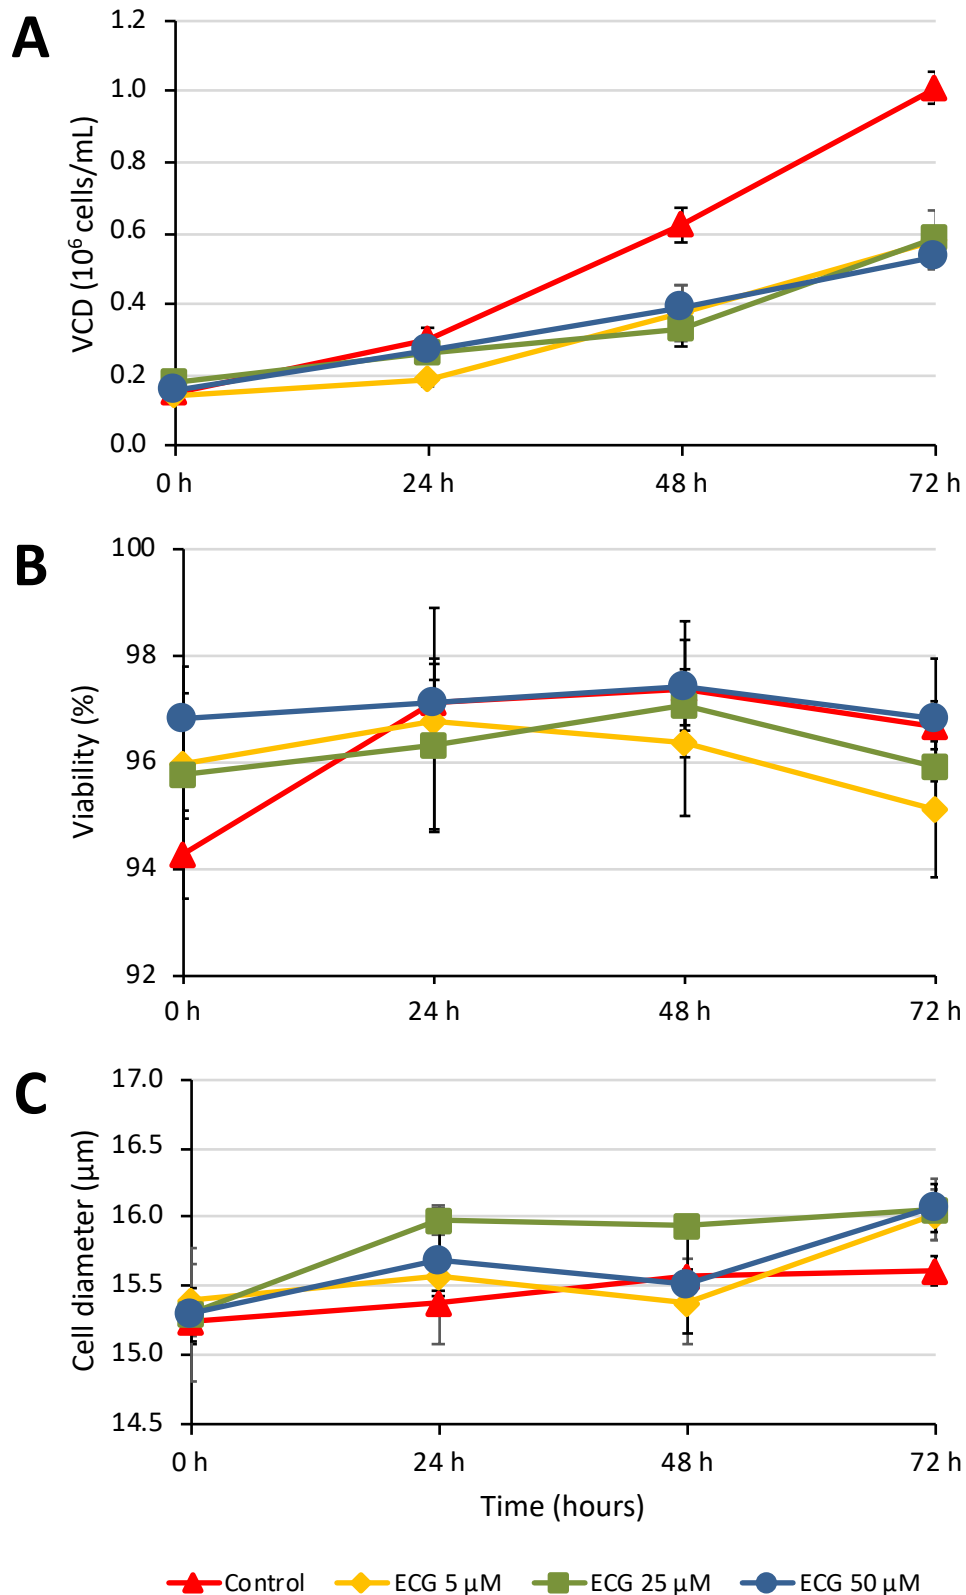 A
VCD (10⁶ cells/mL)
1.2
1.0
0.8
0.6
0.4
0.2
0.0
0 h 24 h 48 h 72 h
B
Viability (%)
100
98
96
94
92
0 h 24 h 48 h 72 h
C
Cell diameter (µm)
17.0
16.5
16.0
15.5
15.0
14.5
0 h 24 h 48 h 72 h
Time (hours)
Control ECG 5 µM ECG 25 µM ECG 50 µM